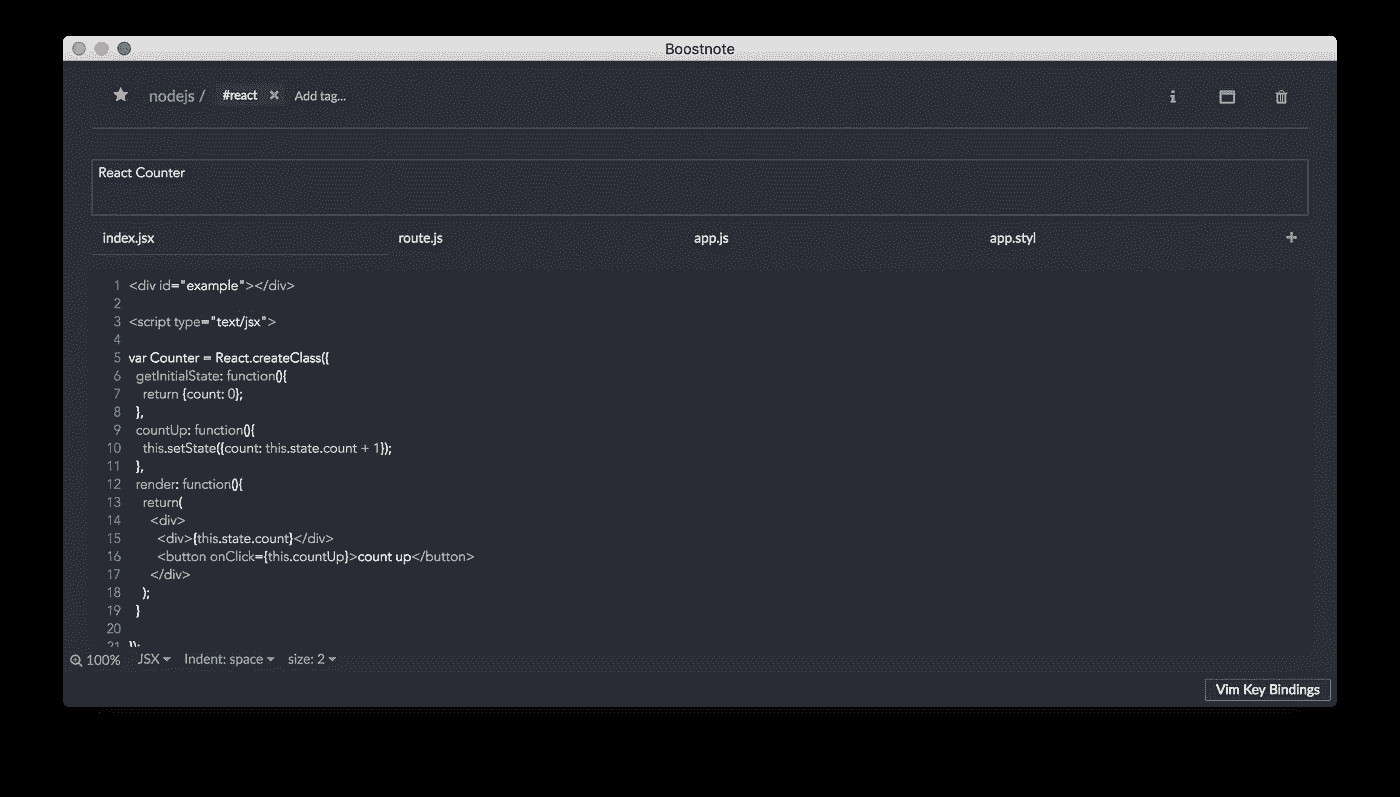 Boostnote
nodejs / #react × Add tag...
React Counter
index.jsx route.js app.js app.styl +
1 <div id="example"></div>
2
3 <script type="text/jsx">
4
5 var Counter = React.createClass({
6 getInitialState: function(){
7 return {count: 0};
8 },
9 countUp: function(){
10 this.setState({count: this.state.count + 1});
11 },
12 render: function(){
13 return(
14 <div>
15 <div>{this.state.count}</div>
16 <button onClick={this.countUp}>count up</button>
17 </div>
18 );
19 }
20
21 });
100% JSX Indent: space size: 2
Vim Key Bindings